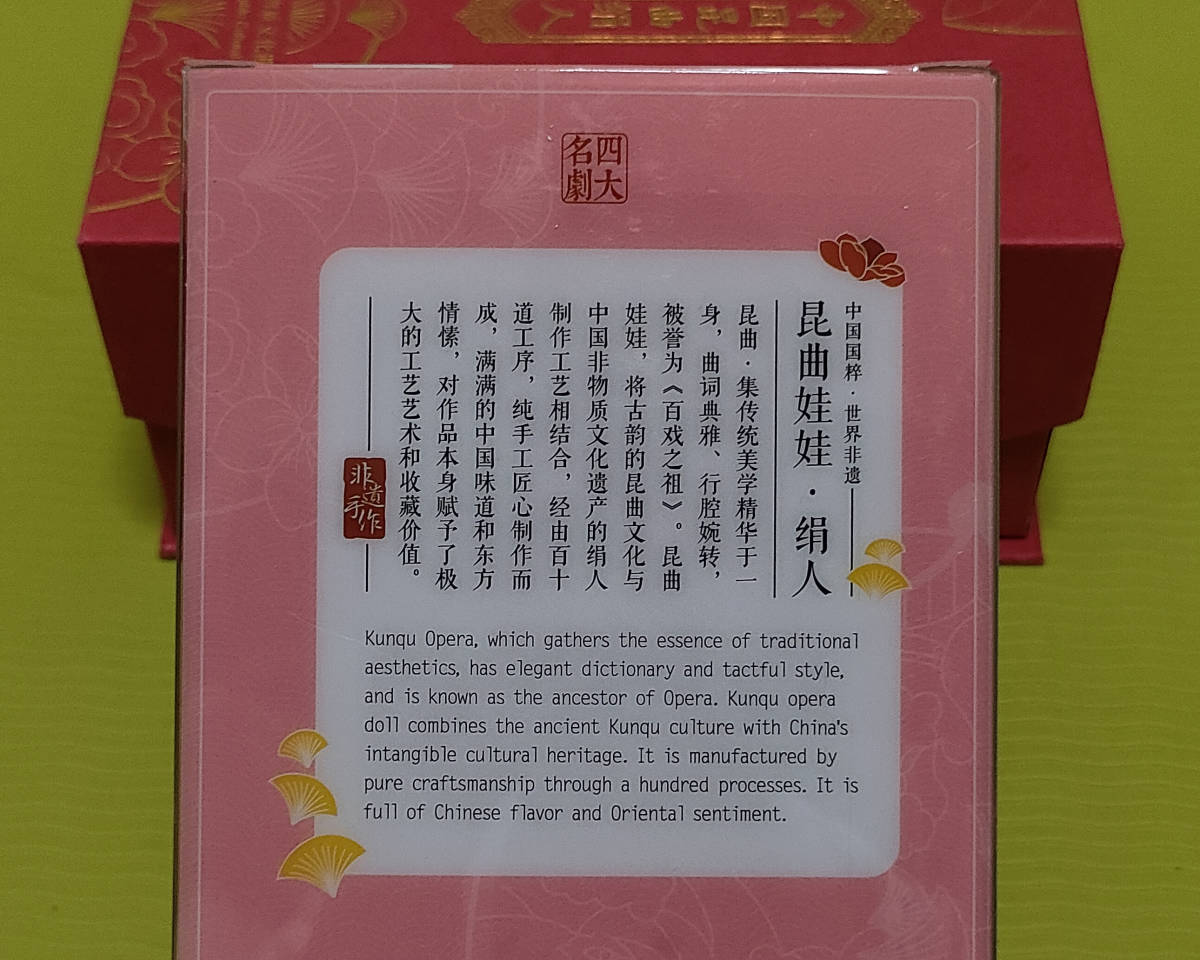 中国昆曲绢人
四大
名劇
中国国粹·世界非遗
昆曲娃娃·绢人
昆曲·集传统美学精华于一
身，曲词典雅、行腔婉转，
被誉为《百戏之祖》。昆曲
娃娃，将古韵的昆曲文化与
中国非物质文化遗产的绢人
制作工艺相结合，经由百十
道工序，纯手工匠心制作而
成，满满的中国味道和东方
情愫，对作品本身赋予了极
大的工艺艺术和收藏价值。
非遗手作
Kunqu Opera, which gathers the essence of traditional
aesthetics, has elegant dictionary and tactful style,
and is known as the ancestor of Opera. Kunqu opera
doll combines the ancient Kunqu culture with China's
intangible cultural heritage. It is manufactured by
pure craftsmanship through a hundred processes. It is
full of Chinese flavor and Oriental sentiment.